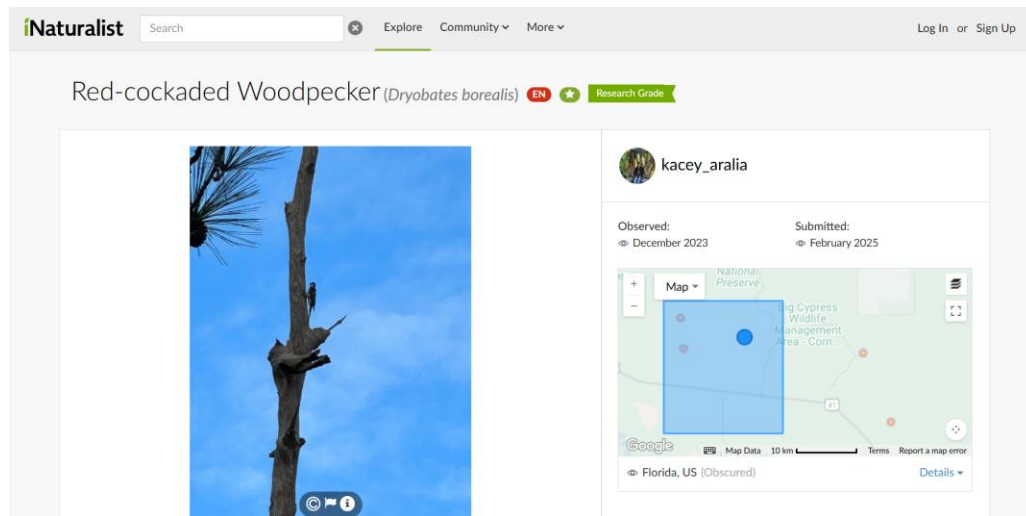 iNaturalist Search Explore Community More Log In or Sign Up
Red-cockaded Woodpecker (Dryobates borealis) EN Research Grade
kacey_aralia
Observed: Submitted:
December 2023 February 2025
Map
National
Preserve
Big Cypress
Wildlife
Management
Area - Corn...
41
Google Map Data 10 km Terms Report a map error
Florida, US (Obscured) Details